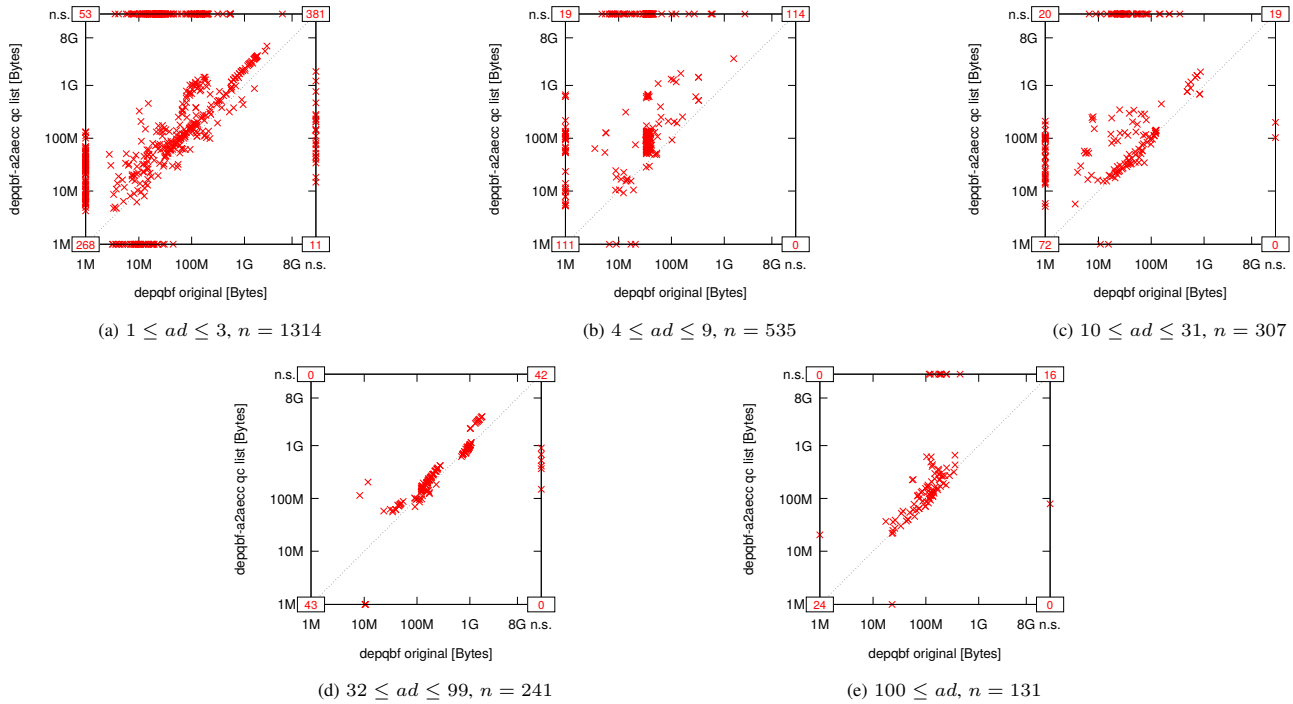 n.s.
53
381
8G
1G
100M
10M
1M
268
11
1M
10M
100M
1G
8G n.s.
depqbf-a2aecc qc list [Bytes]
depqbf original [Bytes]
(a) 1 ≤ ad ≤ 3, n = 1314
n.s.
19
114
8G
1G
100M
10M
1M
111
0
1M
10M
100M
1G
8G n.s.
depqbf-a2aecc qc list [Bytes]
depqbf original [Bytes]
(b) 4 ≤ ad ≤ 9, n = 535
n.s.
20
19
8G
1G
100M
10M
1M
72
0
1M
10M
100M
1G
8G n.s.
depqbf-a2aecc qc list [Bytes]
depqbf original [Bytes]
(c) 10 ≤ ad ≤ 31, n = 307
n.s.
0
42
8G
1G
100M
10M
1M
43
0
1M
10M
100M
1G
8G n.s.
depqbf-a2aecc qc list [Bytes]
depqbf original [Bytes]
(d) 32 ≤ ad ≤ 99, n = 241
n.s.
0
16
8G
1G
100M
10M
1M
24
0
1M
10M
100M
1G
8G n.s.
depqbf-a2aecc qc list [Bytes]
depqbf original [Bytes]
(e) 100 ≤ ad, n = 131